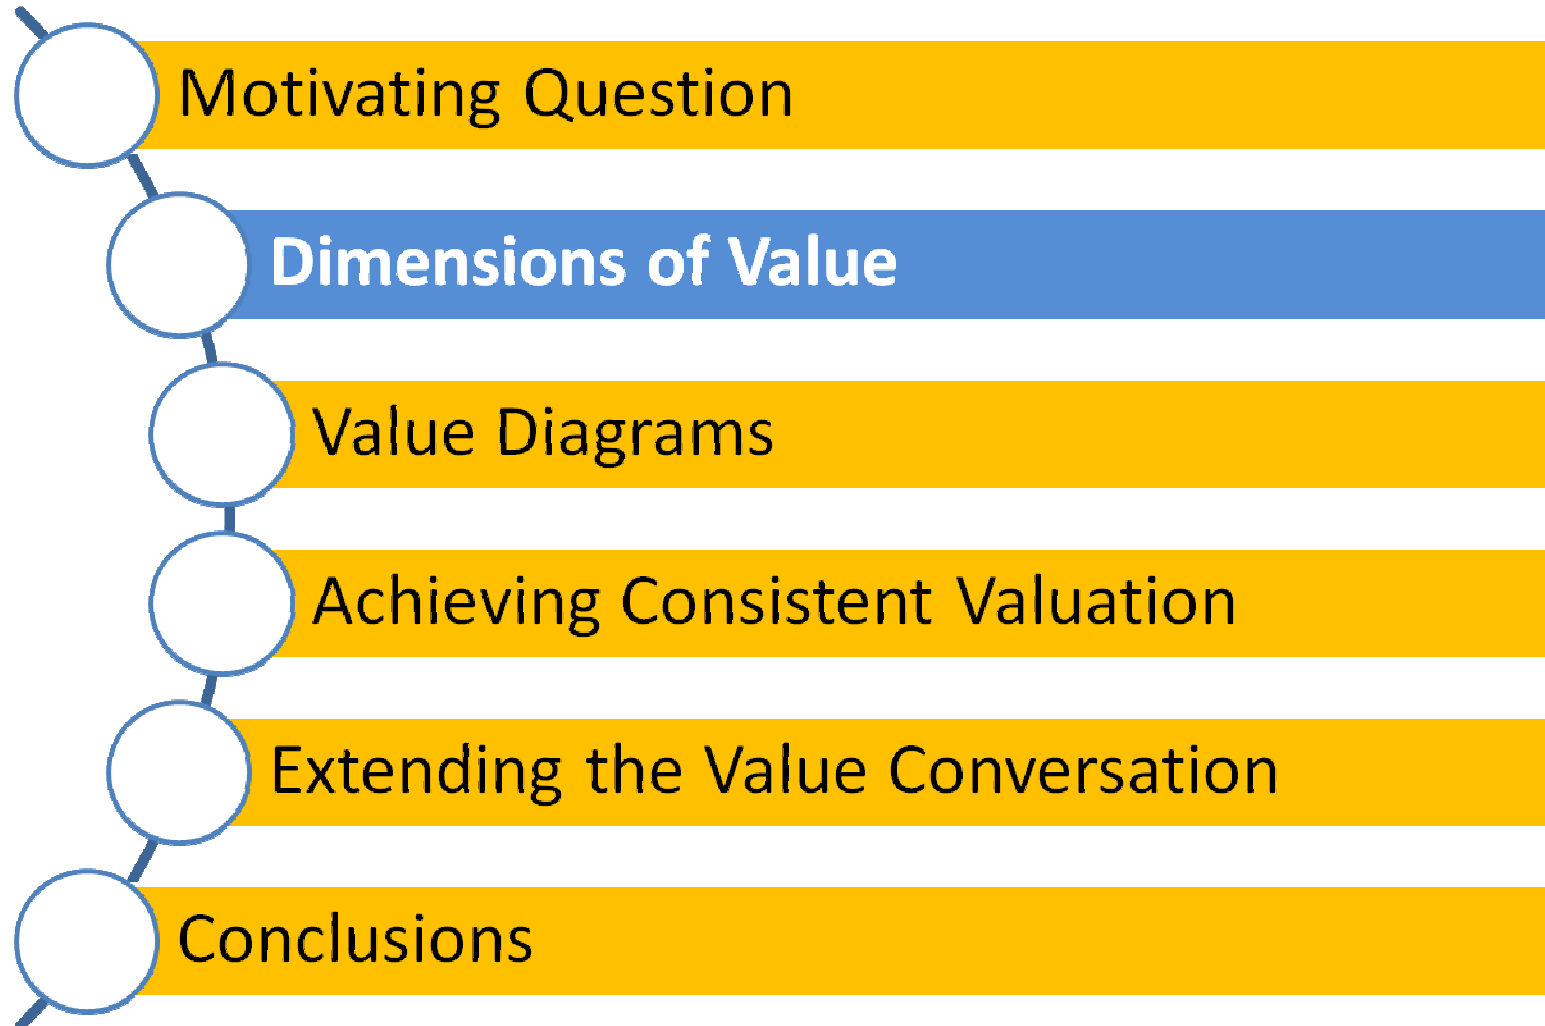 Motivating Question
Dimensions of Value
Value Diagrams
Achieving Consistent Valuation
Extending the Value Conversation
Conclusions